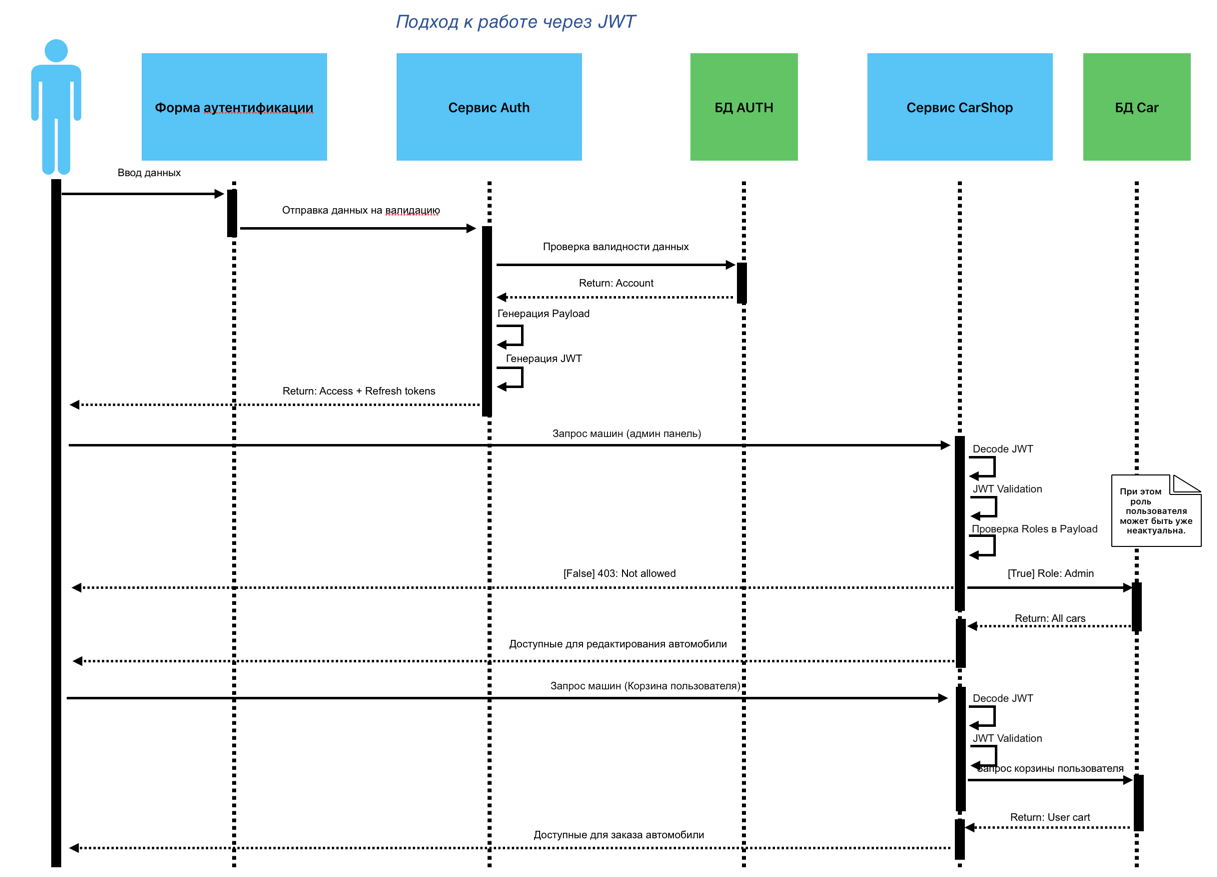 Подход к работе через JWT
Форма аутентификации
Сервис Auth
БД AUTH
Сервис CarShop
БД Car
Ввод данных
Отправка данных на валидацию
Проверка валидности данных
Return: Account
Генерация Payload
Генерация JWT
Return: Access + Refresh tokens
Запрос машин (админ панель)
Decode JWT
JWT Validation
Проверка Roles в Payload
При этом
роль
пользователя
может быть уже
неактуальна.
[False] 403: Not allowed
[True] Role: Admin
Return: All cars
Доступные для редактирования автомобили
Запрос машин (Корзина пользователя)
Decode JWT
JWT Validation
Запрос корзины пользователя
Return: User cart
Доступные для заказа автомобили